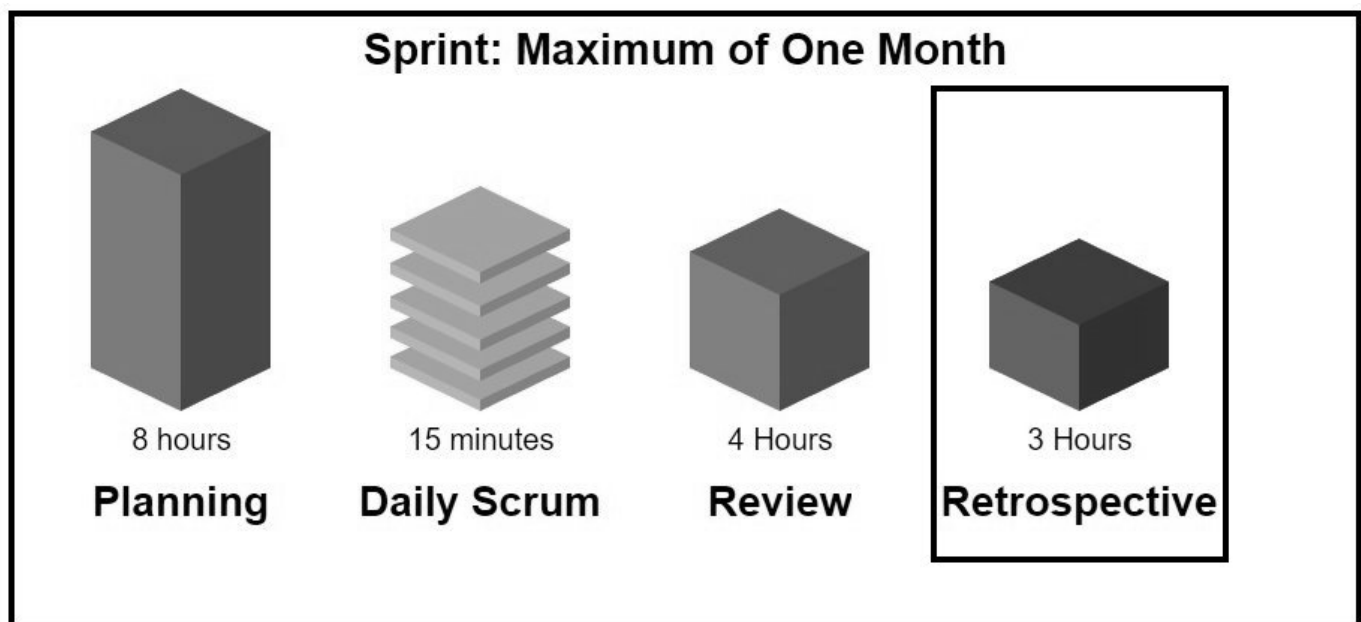 Sprint: Maximum of One Month
8 hours
15 minutes
4 Hours
3 Hours
Planning
Daily Scrum
Review
Retrospective